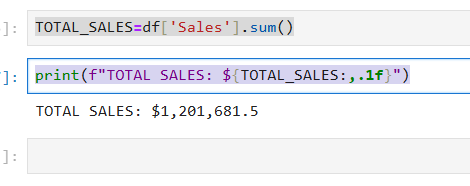 ]: TOTAL_SALES=df['Sales'].sum()
]: print(f"TOTAL SALES: ${TOTAL_SALES:,.1f}")
TOTAL SALES: $1,201,681.5
]: